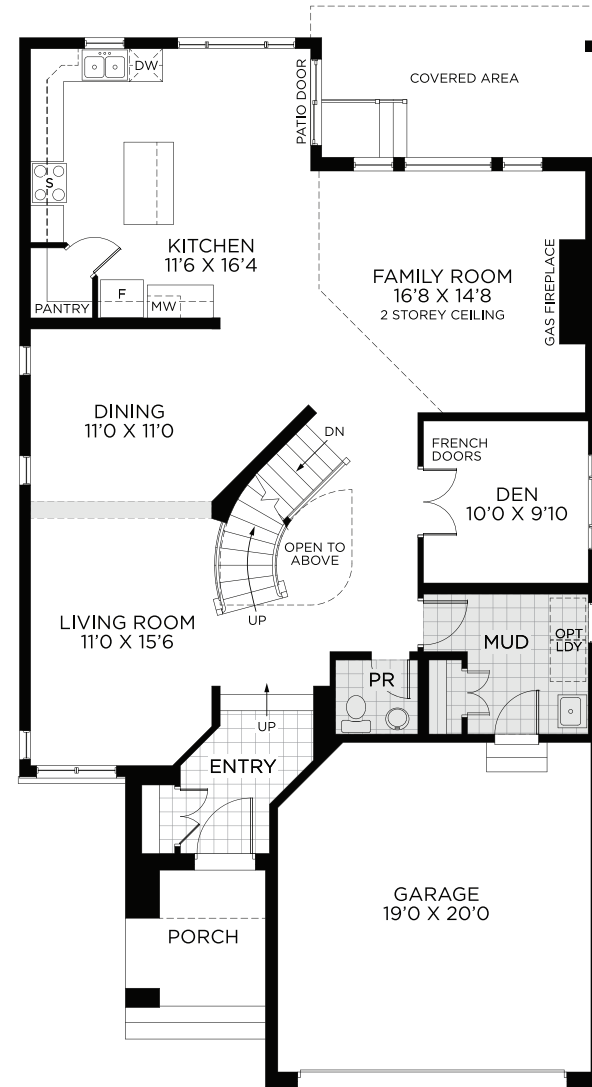 COVERED AREA
PATIO DOOR
DW
S
KITCHEN
11'6 X 16'4
PANTRY
F
MW
FAMILY ROOM
16'8 X 14'8
2 STOREY CEILING
GAS FIREPLACE
DINING
11'0 X 11'0
DN
FRENCH
DOORS
DEN
10'0 X 9'10
OPEN TO
ABOVE
UP
LIVING ROOM
11'0 X 15'6
MUD
OPT
LDY
PR
UP
ENTRY
GARAGE
19'0 X 20'0
PORCH